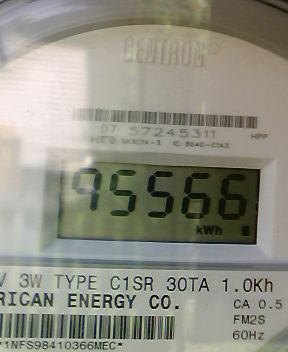 CENTRON
07 57245311 HPP
95566
kWh
V 3W TYPE C1SR 30TA 1.0Kh
RICAN ENERGY CO. CA 0.5
FM2S
60Hz
*1NFS98410366MEC*